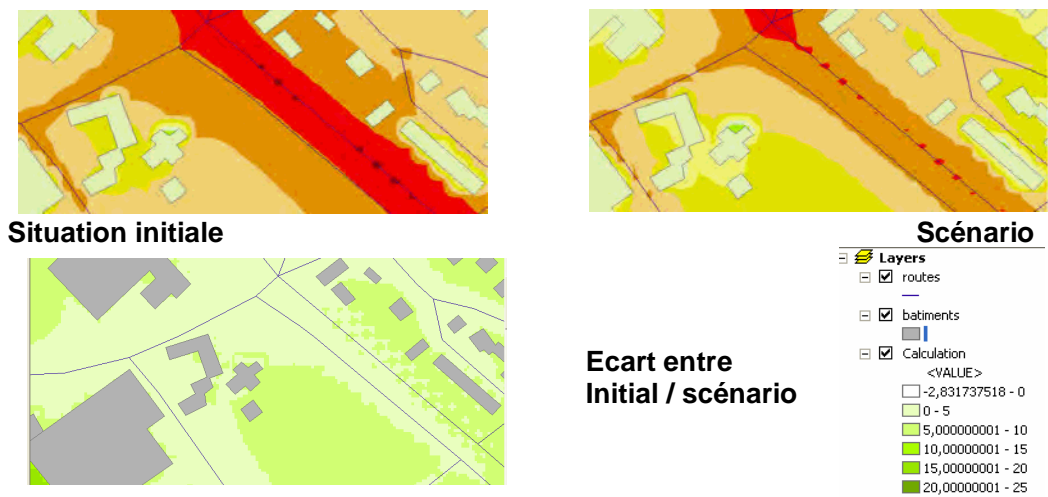 Situation initiale
Scénario
Ecart entre
Initial / scénario
Layers
routes
batiments
Calculation
<VALUE>
-2,831737518 - 0
0 - 5
5,000000001 - 10
10,00000001 - 15
15,00000001 - 20
20,00000001 - 25